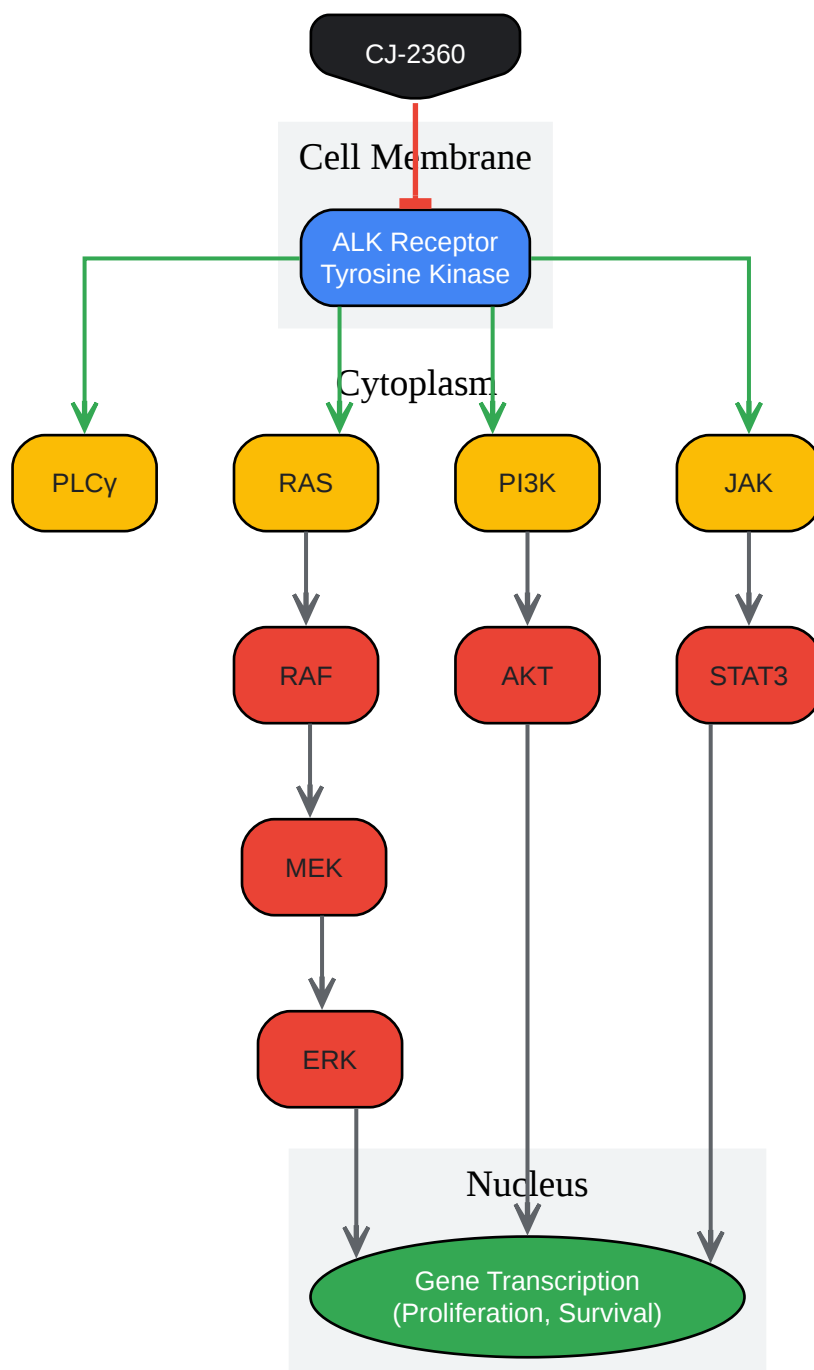 CJ-2360
Cell Membrane
ALK Receptor
Tyrosine Kinase
Cytoplasm
PLCγ
RAS
PI3K
JAK
RAF
AKT
STAT3
MEK
ERK
Nucleus
Gene Transcription
(Proliferation, Survival)